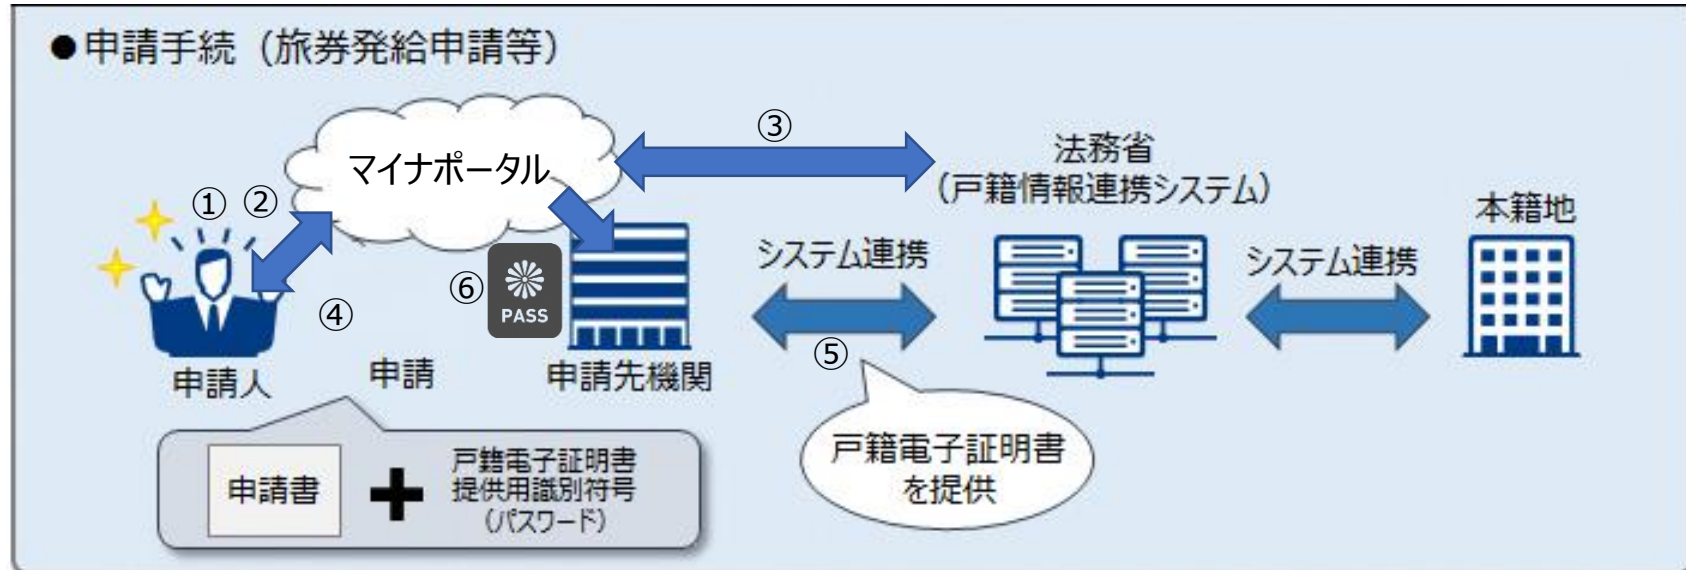 ●申請手続（旅券発給申請等）
③
マイナポータル
法務省
（戸籍情報連携システム）
①
②
本籍地
システム連携
システム連携
⑥
PASS
④
⑤
申請人
申請
申請先機関
戸籍電子証明書
を提供
申請書
戸籍電子証明書
提供用識別符号
（パスワード）